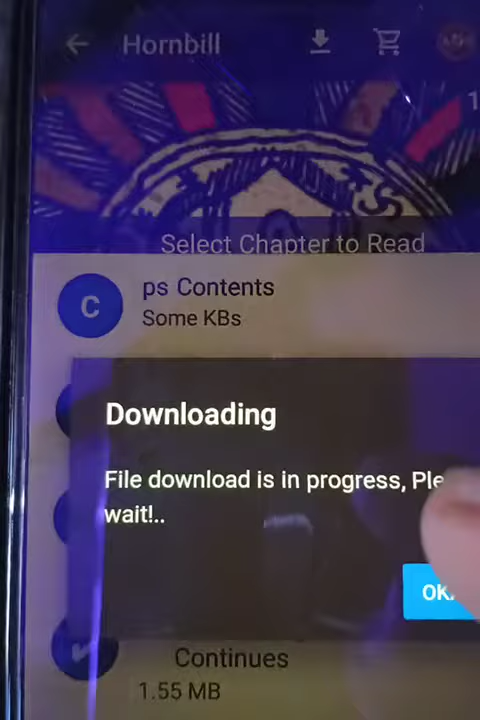 Hornbill
1
Select Chapter to Read
C
ps Contents
Some KBs
Downloading
File download is in progress, Ple
wait!..
OK
Continues
1.55 MB